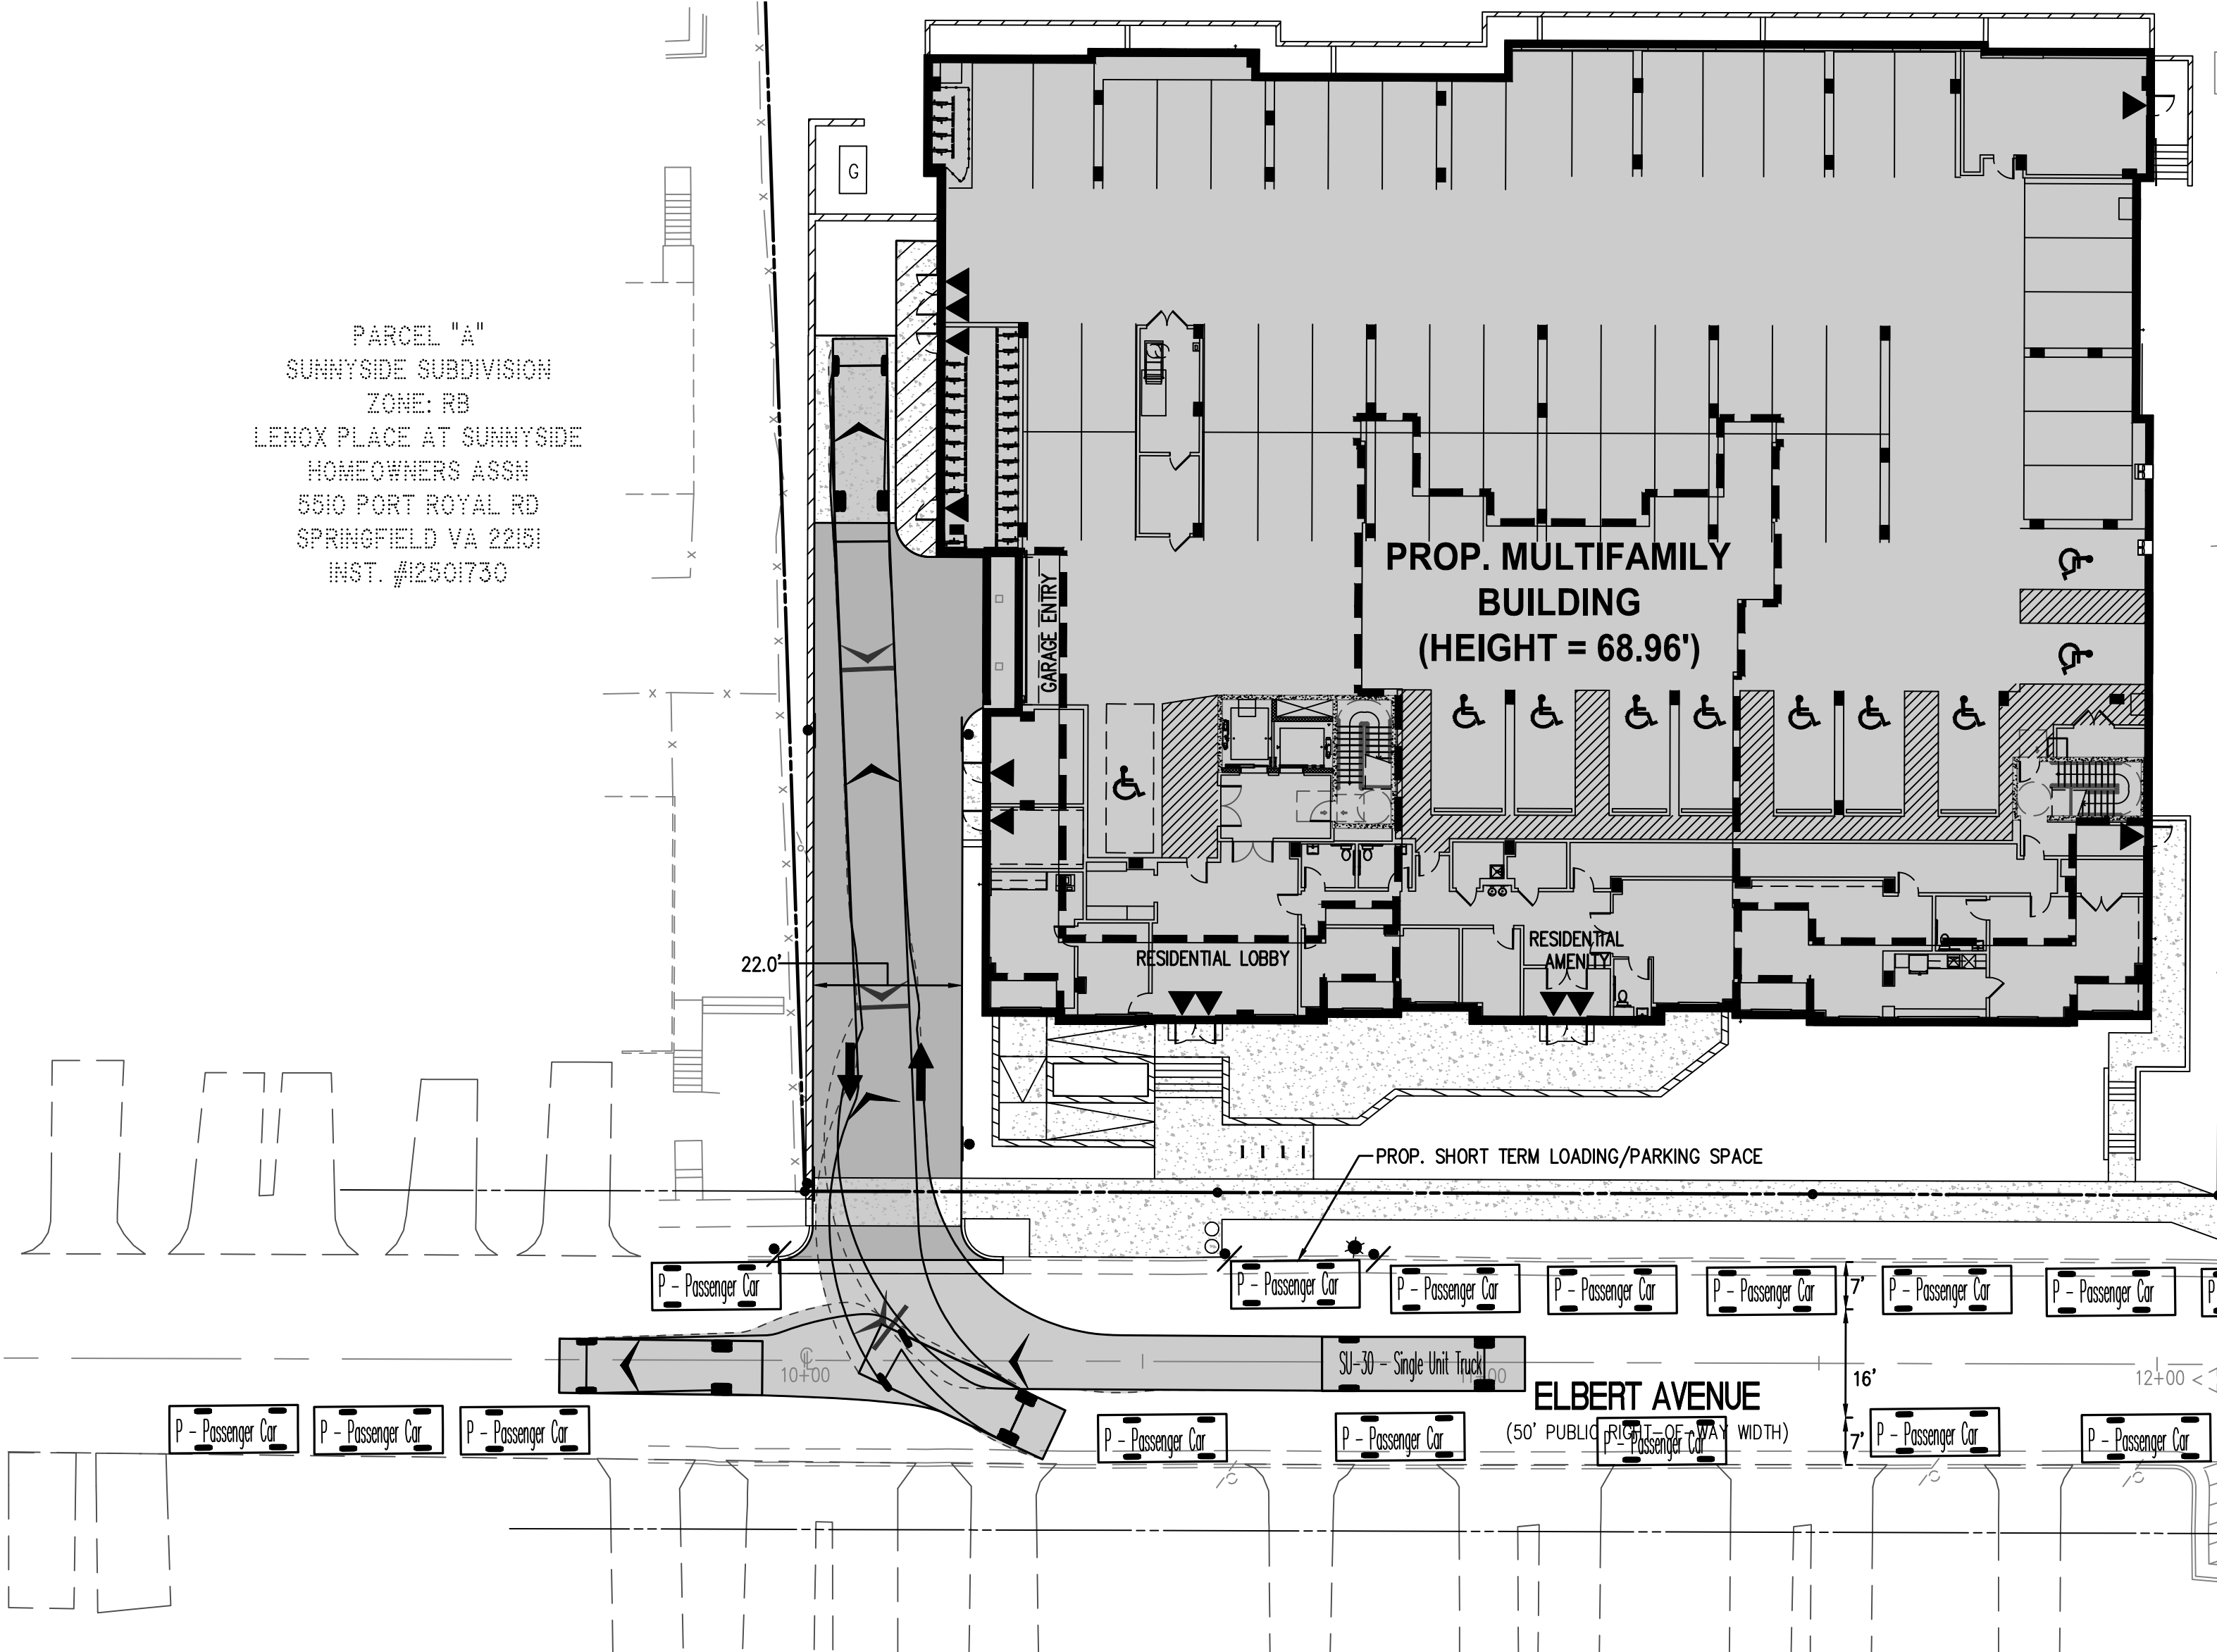 G
PARCEL "A"
SUNNYSIDE SUBDIVISION
ZONE: RB
LENOX PLACE AT SUNNYSIDE
HOMEOWNERS ASSN
5510 PORT ROYAL RD
SPRINGFIELD VA 22151
INST. #12501730
PROP. MULTIFAMILY
BUILDING
(HEIGHT = 68.96')
GARAGE ENTRY
22.0'
RESIDENTIAL LOBBY
RESIDENTIAL
AMENITY
PROP. SHORT TERM LOADING/PARKING SPACE
P - Passenger Car
P - Passenger Car
P - Passenger Car
P - Passenger Car
P - Passenger Car
P - Passenger Car
P - Passenger Car
P
7'
16'
7'
SU-30 - Single Unit Truck
10+00
11+00
12+00
ELBERT AVENUE
(50' PUBLIC RIGHT-OF-WAY WIDTH)
P - Passenger Car
P - Passenger Car
P - Passenger Car
P - Passenger Car
P - Passenger Car
P - Passenger Car
P - Passenger Car
P - Passenger Car